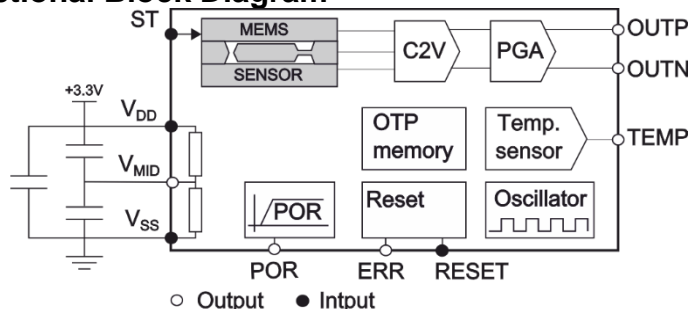 ctional Block Diagram
ST
MEMS
SENSOR
C2V
PGA
OUTP
OUTN
+3.3V
VDD
VMID
VSS
OTP
memory
Temp.
sensor
TEMP
POR
Reset
Oscillator
POR
ERR
RESET
Output
Intput